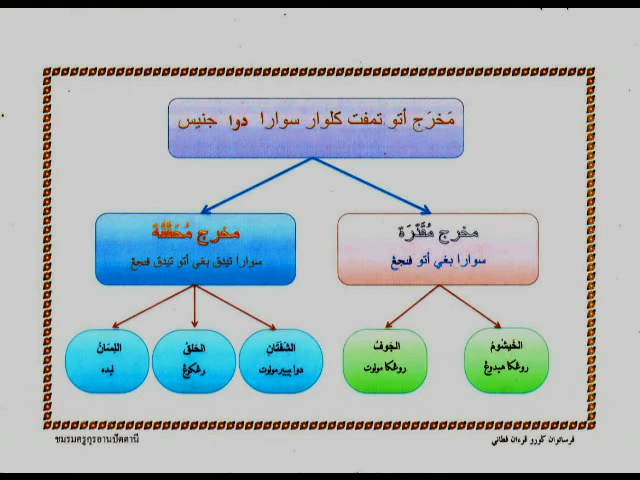 مَخرَج أتو تمفت كلوار سوارا دوا جنيس
مخرج مُقَدَّرَة
سوارا بغي أتو فنجڠ
مخرج مُحَقَّقَة
سوارا تيدق بغي أتو تيدق فنجڠ
الخَيشُومُ
روڠݢا هيدوڠ
الجَوفُ
روڠݢا مولوت
الشَفَتَانِ
دوا بيبير مولوت
الحَلقُ
رڠكوڠ
اللِسَانُ
ليده
فرساتوان ݢورو قرءان فطاني
ชมรมครูกุรอานปัตตานี